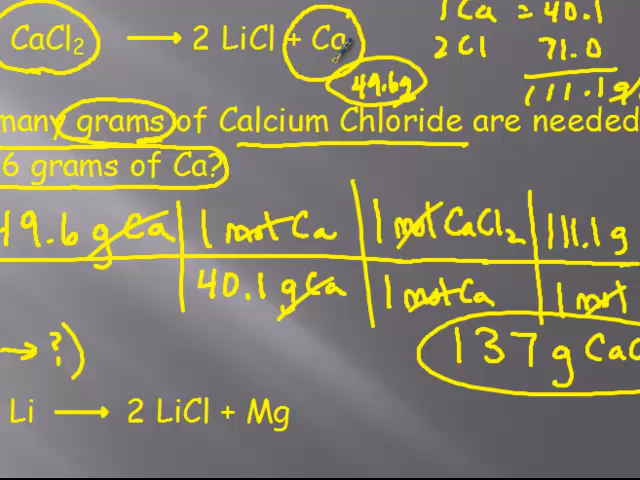 CaCl₂ → 2 LiCl + Ca
1 Ca = 40.1
2 Cl 71.0
49.6g
111.1 g/
many grams of Calcium Chloride are needed
6 grams of Ca?
49.6 g Ca 1 mol Ca 1 mol CaCl₂ 111.1 g
40.1 g Ca 1 mol Ca 1 mol
→ ?)
137 g CaC
Li → 2 LiCl + Mg